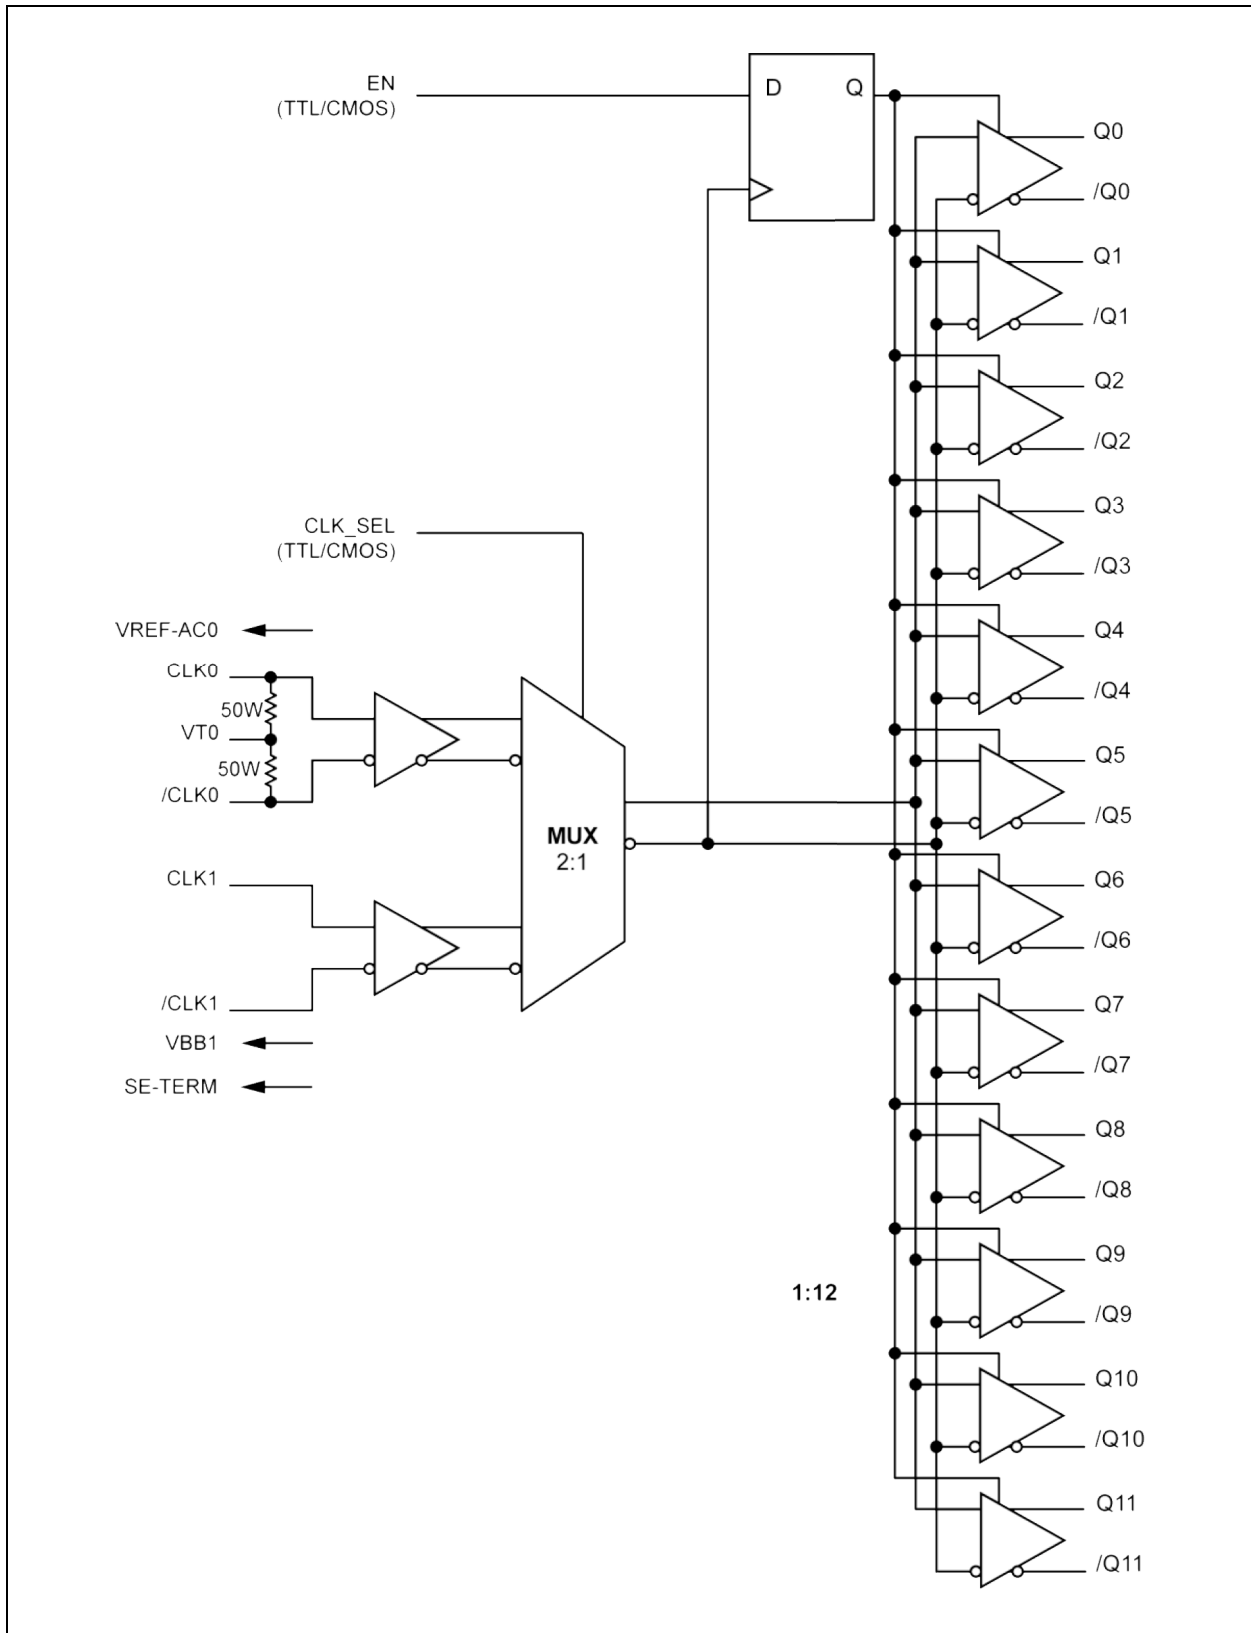 EN
(TTL/CMOS)
D
Q
Q0
/Q0
Q1
/Q1
Q2
/Q2
Q3
/Q3
CLK_SEL
(TTL/CMOS)
Q4
/Q4
VREF-AC0
CLK0
50W
VT0
50W
/CLK0
Q5
/Q5
MUX
2:1
CLK1
/CLK1
VBB1
SE-TERM
Q6
/Q6
Q7
/Q7
Q8
/Q8
Q9
/Q9
1:12
Q10
/Q10
Q11
/Q11